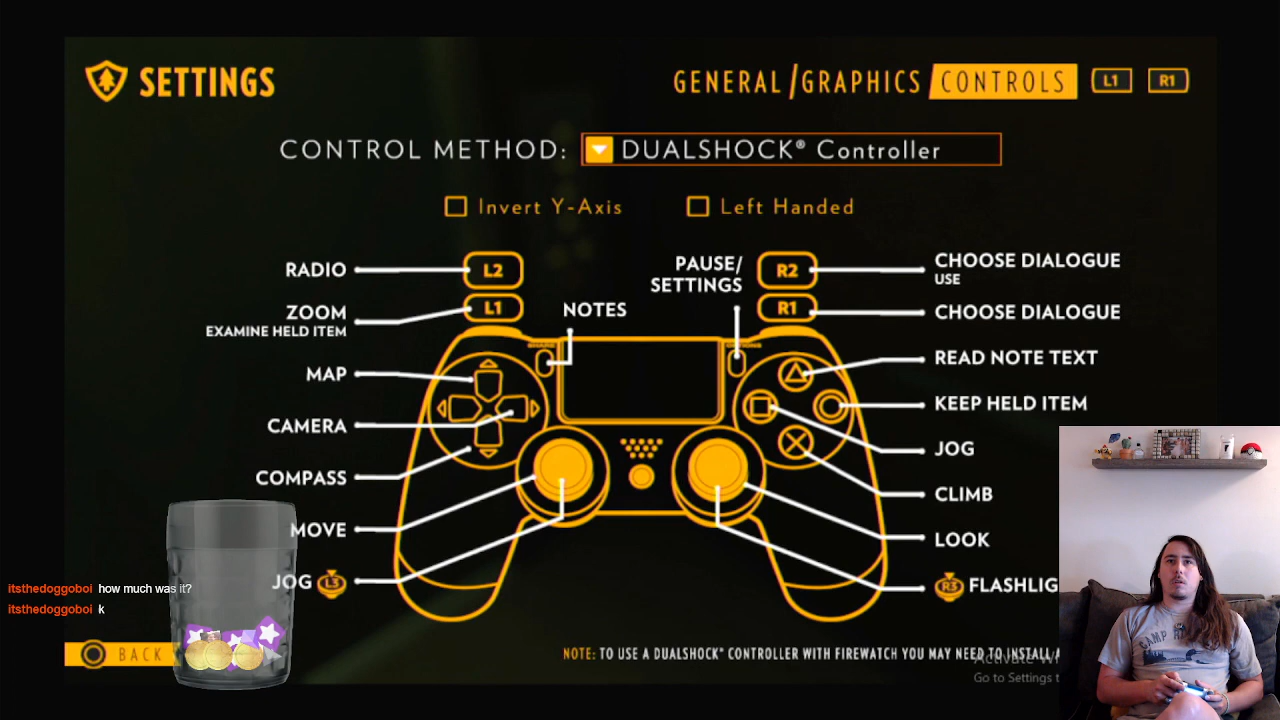 SETTINGS
GENERAL / GRAPHICS / CONTROLS L1 R1
CONTROL METHOD: DUALSHOCK® Controller
Invert Y-Axis Left Handed
RADIO L2 PAUSE/ SETTINGS R2 CHOOSE DIALOGUE
USE
ZOOM L1 NOTES R1 CHOOSE DIALOGUE
EXAMINE HELD ITEM
MAP READ NOTE TEXT
CAMERA KEEP HELD ITEM
COMPASS JOG
MOVE CLIMB
JOG L3 LOOK
R3 FLASHLIG
itsthedoggoboi how much was it?
itsthedoggoboi k
BACK
NOTE: TO USE A DUALSHOCK® CONTROLLER WITH FIREWATCH YOU MAY NEED TO INSTALL A
Activate Wi
Go to Settings t
CAMP